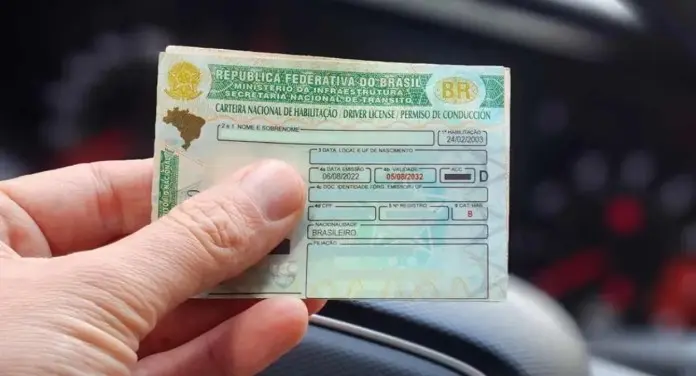 REPÚBLICA FEDERATIVA DO BRASIL
MINISTÉRIO DA INFRAESTRUTURA
SECRETARIA NACIONAL DE TRÂNSITO
BR
CARTEIRA NACIONAL DE HABILITAÇÃO / DRIVER LICENSE / PERMISO DE CONDUCCIÓN
2 e 1 NOME E SOBRENOME
1ª HABILITAÇÃO
24/02/2003
3 DATA, LOCAL E UF DE NASCIMENTO
4a DATA EMISSÃO
4b VALIDADE
ACC
06/08/2022
05/08/2032
D
4c DOC. IDENTIDADE / ÓRG. EMISSOR / UF
4d CPF
5 Nº REGISTRO
9 CAT HAB
B
NACIONALIDADE
BRASILEIRO
FILIAÇÃO